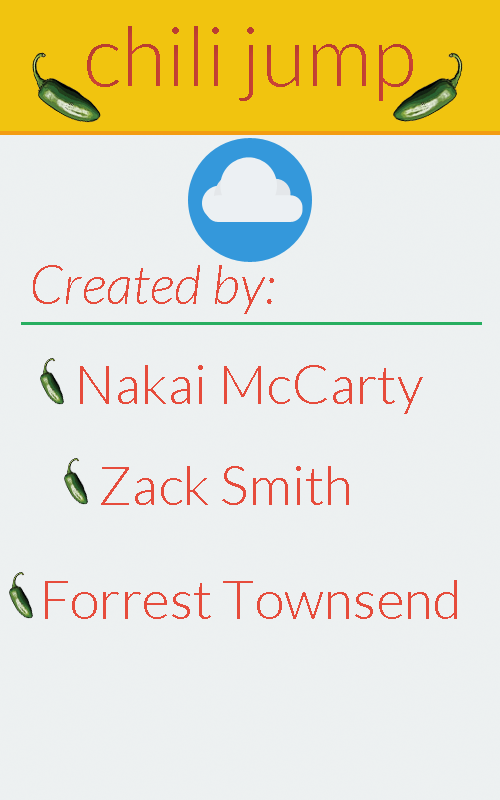 chili jump
Created by:
Nakai McCarty
Zack Smith
Forrest Townsend